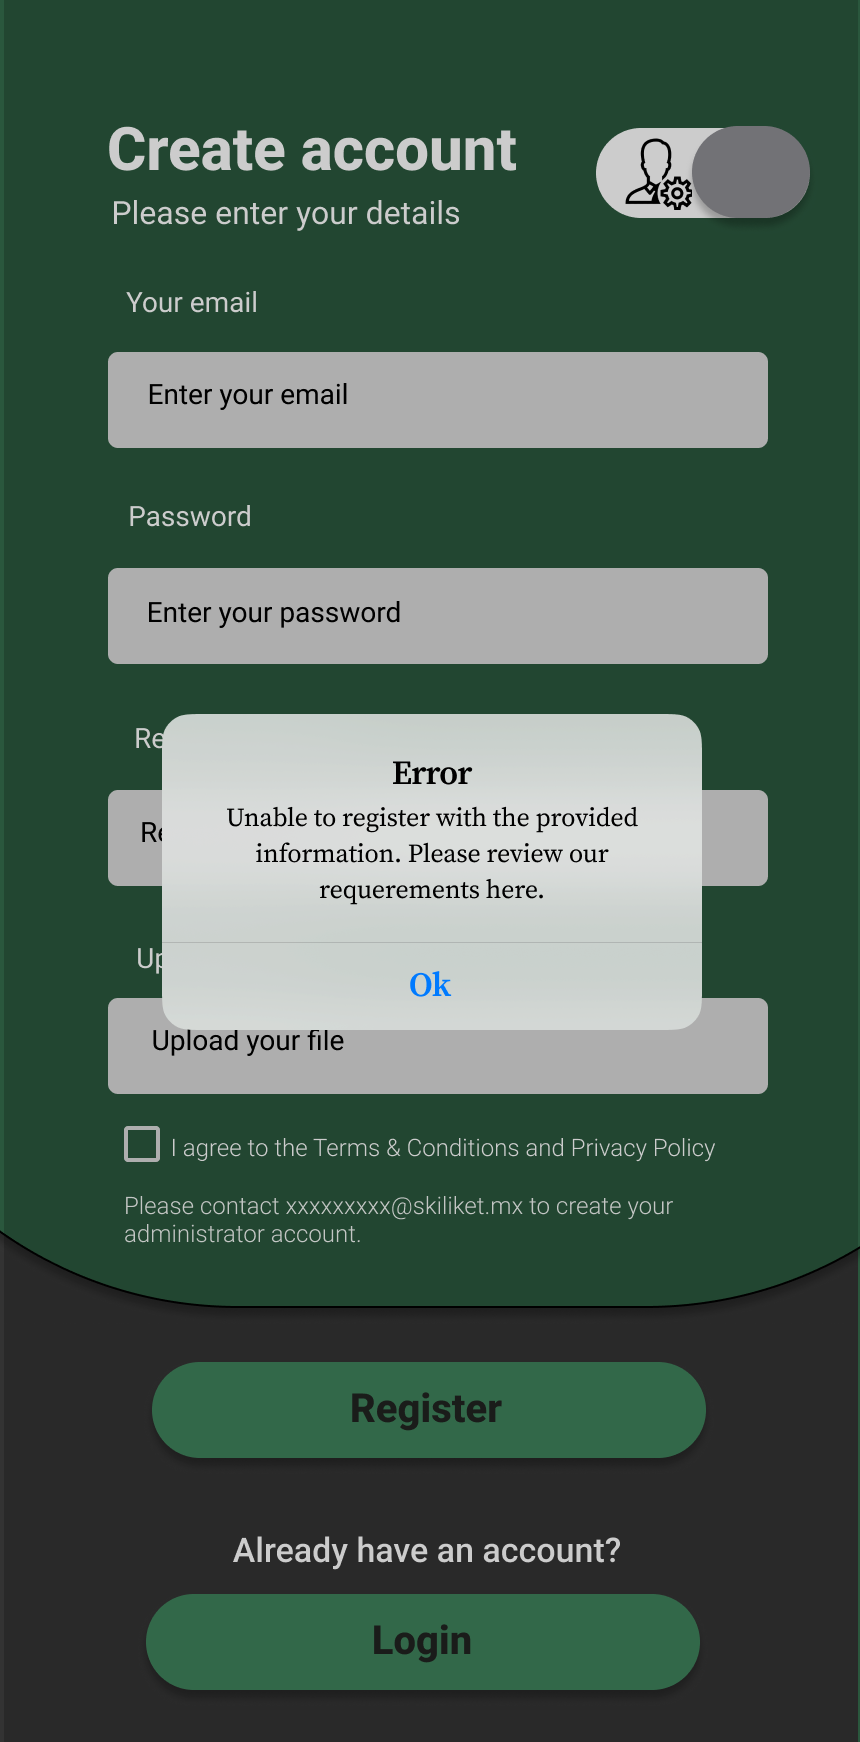 Create account
Please enter your details
Your email
Enter your email
Password
Enter your password
Re
Re
Error
Unable to register with the provided
information. Please review our
requerements here.
Ok
Up
Upload your file
I agree to the Terms & Conditions and Privacy Policy
Please contact xxxxxxxxx@skiliket.mx to create your
administrator account.
Register
Already have an account?
Login